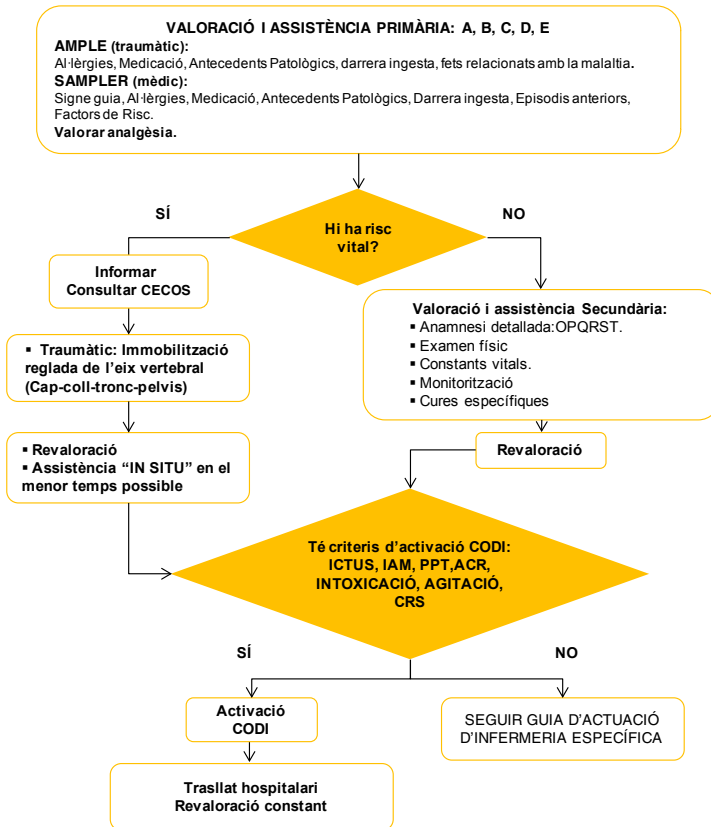 VALORACIÓ I ASSISTÈNCIA PRIMÀRIA: A, B, C, D, E
AMPLE (traumàtic):
Al·lèrgies, Medicació, Antecedents Patològics, darrera ingesta, fets relacionats amb la malaltia.
SAMPLER (mèdic):
Signe guia, Al·lèrgies, Medicació, Antecedents Patològics, Darrera ingesta, Episodis anteriors,
Factors de Risc.
Valorar analgèsia.
Hi ha risc
vital?
SÍ
NO
Informar
Consultar CECOS
▪ Traumàtic: Immobilització
reglada de l'eix vertebral
(Cap-coll-tronc-pelvis)
▪ Revaloració
▪ Assistència “IN SITU” en el
menor temps possible
Valoració i assistència Secundària:
▪ Anamnesi detallada:OPQRST.
▪ Examen físic
▪ Constants vitals.
▪ Monitorització
▪ Cures específiques
Revaloració
Té criteris d'activació CODI:
ICTUS, IAM, PPT,ACR,
INTOXICACIÓ, AGITACIÓ,
CRS
SÍ
NO
Activació
CODI
Trasllat hospitalari
Revaloració constant
SEGUIR GUIA D'ACTUACIÓ
D'INFERMERIA ESPECÍFICA